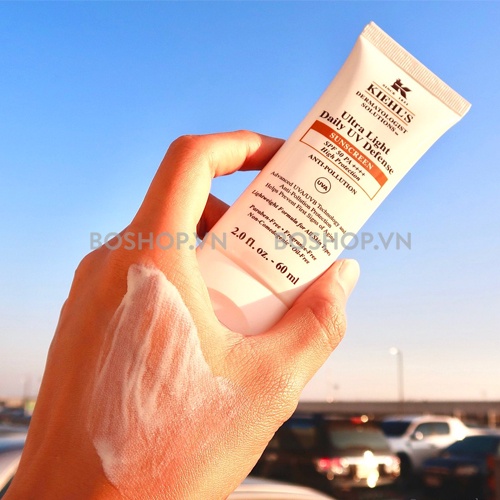 KIEHL'S
DERMATOLOGIST
SOLUTIONS™
Ultra Light
Daily UV Defense
SUNSCREEN
SPF 50 PA ++++
High Protection
ANTI-POLLUTION
UVA
Advanced UVA/UVB Technology and
Anti-Pollution Protection
Helps Prevent First Signs of
Lightweight Formula for All Skin Types
Paraben-Free • Fragrance-Free
Non-Comedogenic • Oil-Free
2.0 fl. oz. - 60 ml
BOSHOP.VN BOSHOP.VN